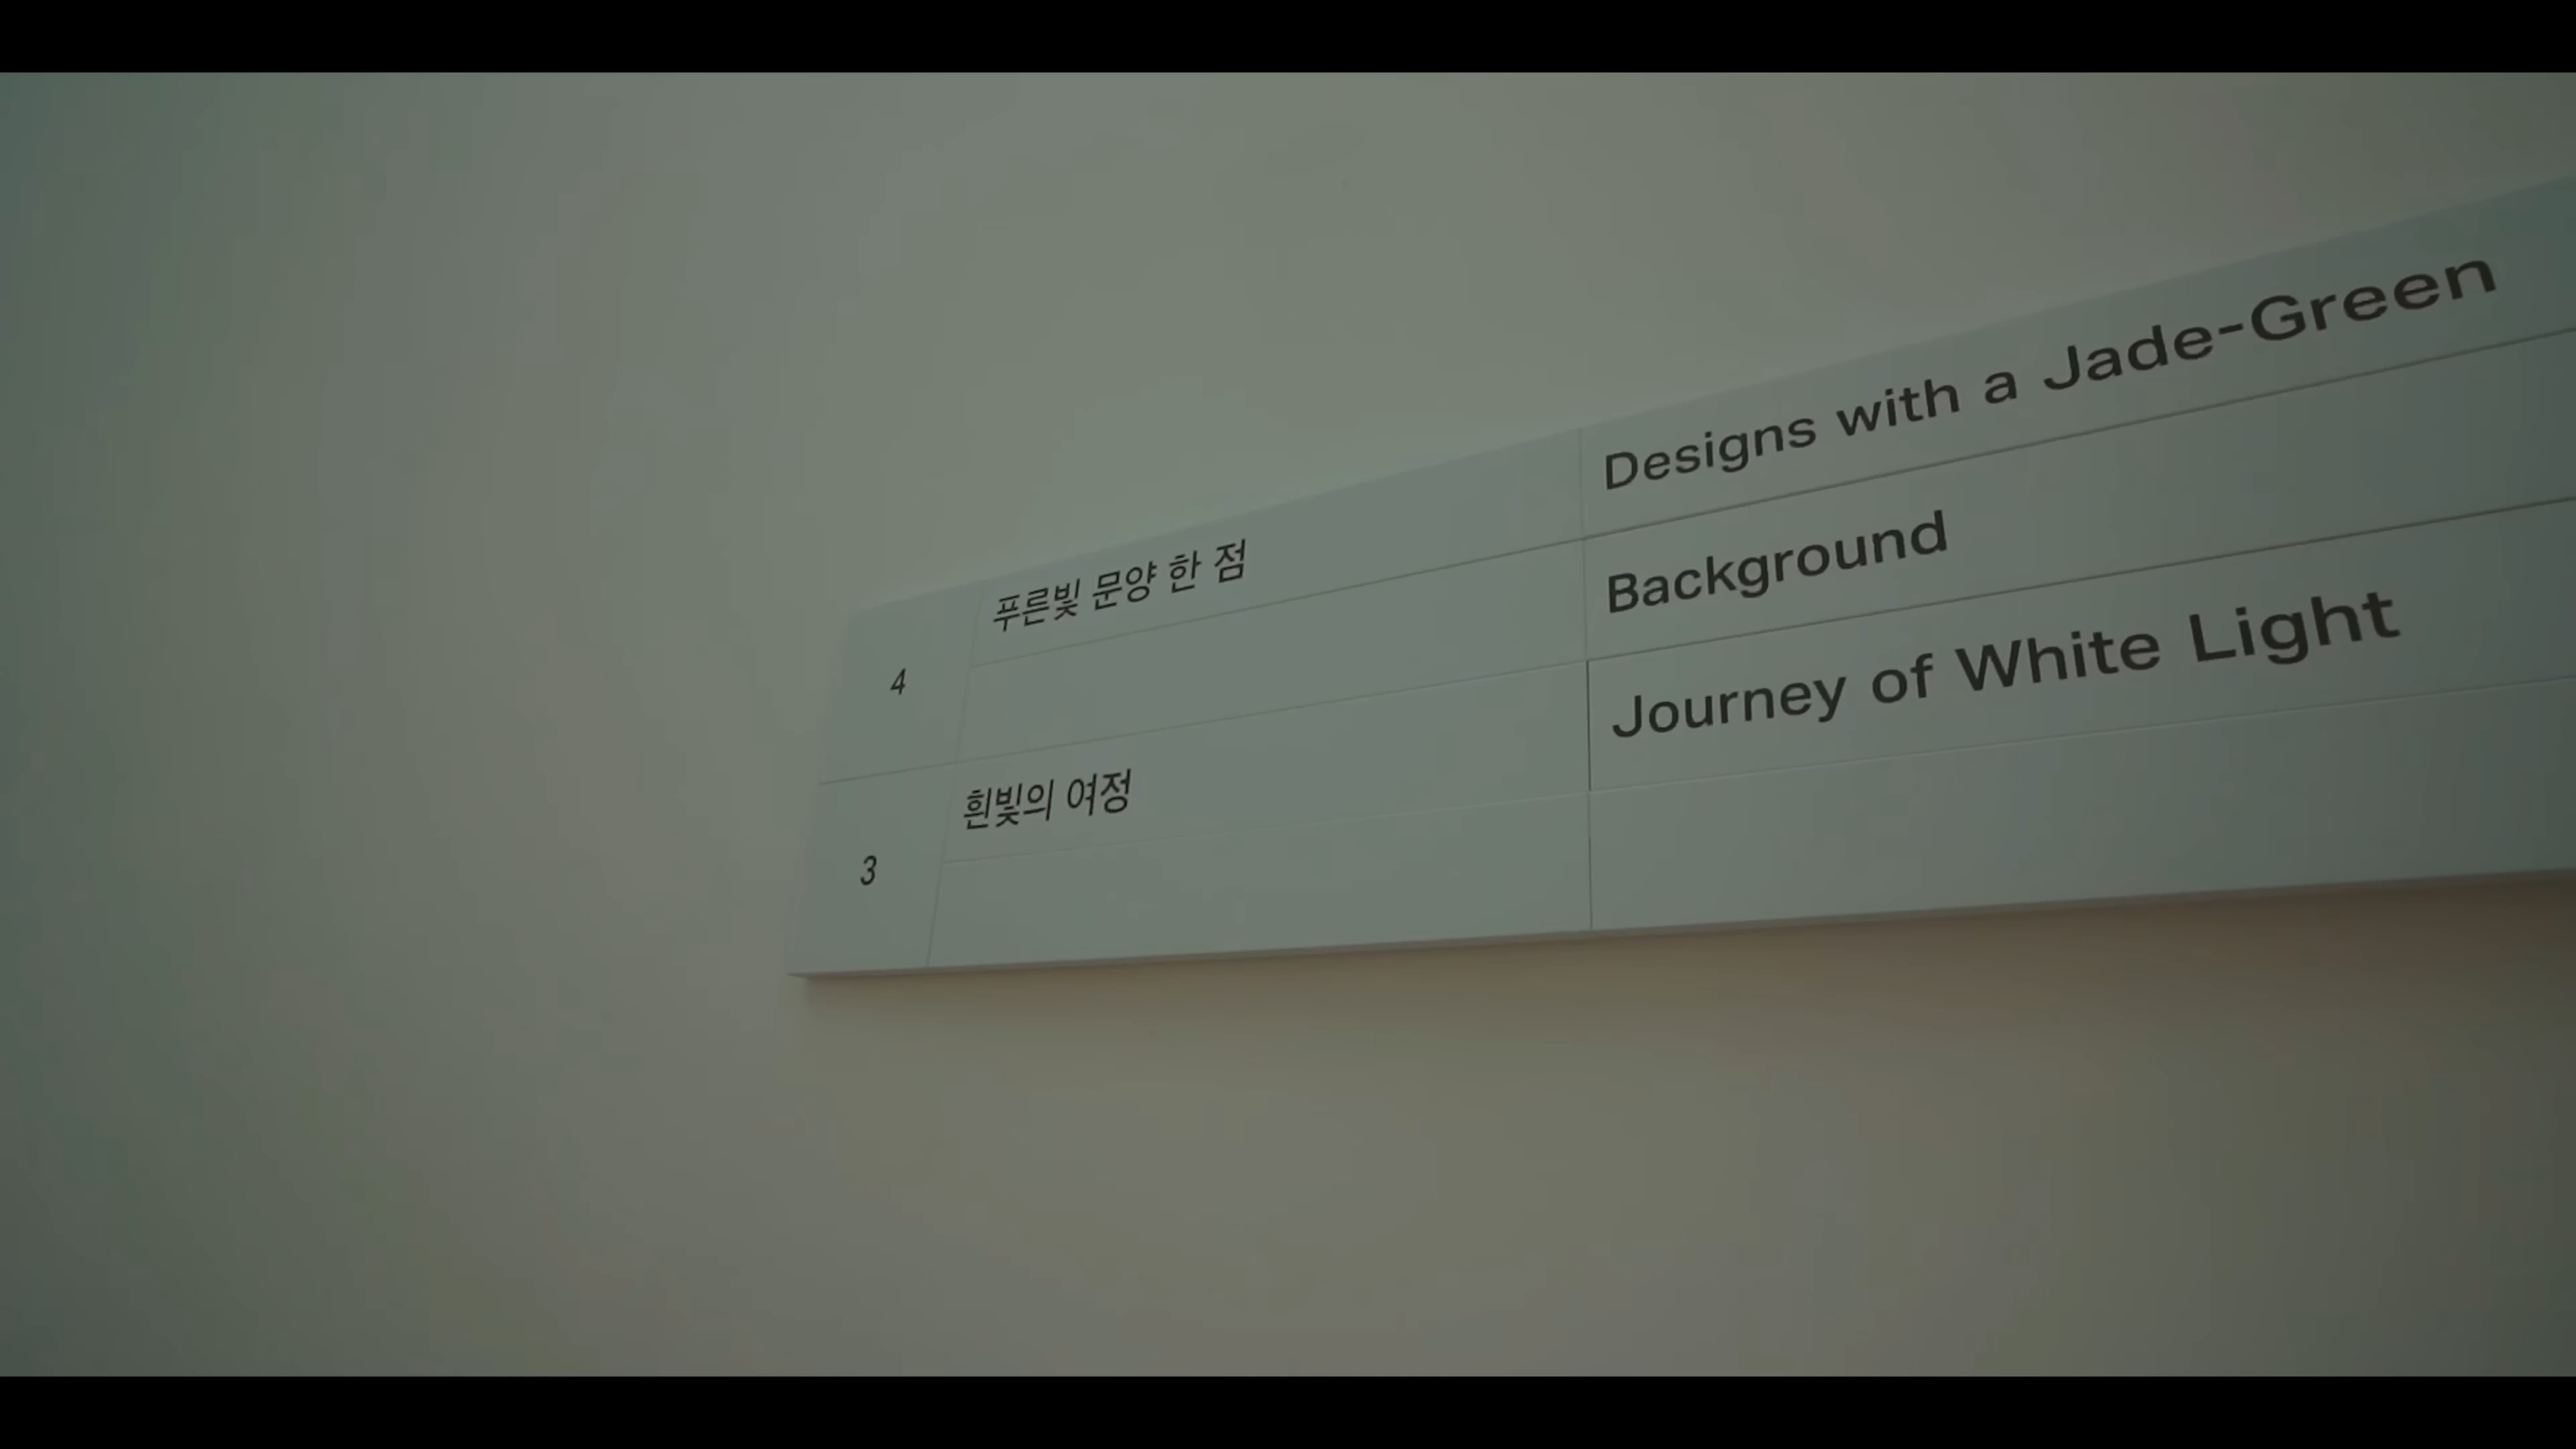 4
푸른빛 문양 한 점
Designs with a Jade-Green
Background
3
흰빛의 여정
Journey of White Light